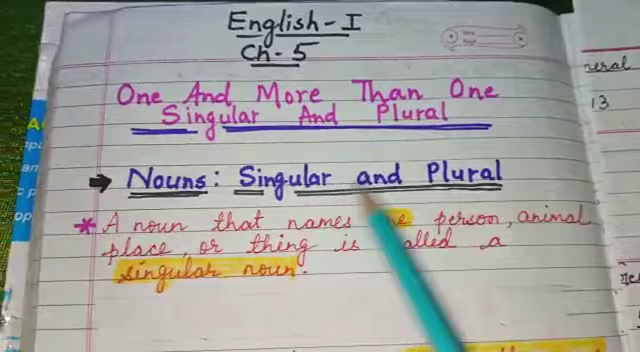 English-I
Ch-5
One And More Than One
Singular And Plural
Nouns: Singular and Plural
A noun that names person, animal
place, or thing is a
singular noun.
13